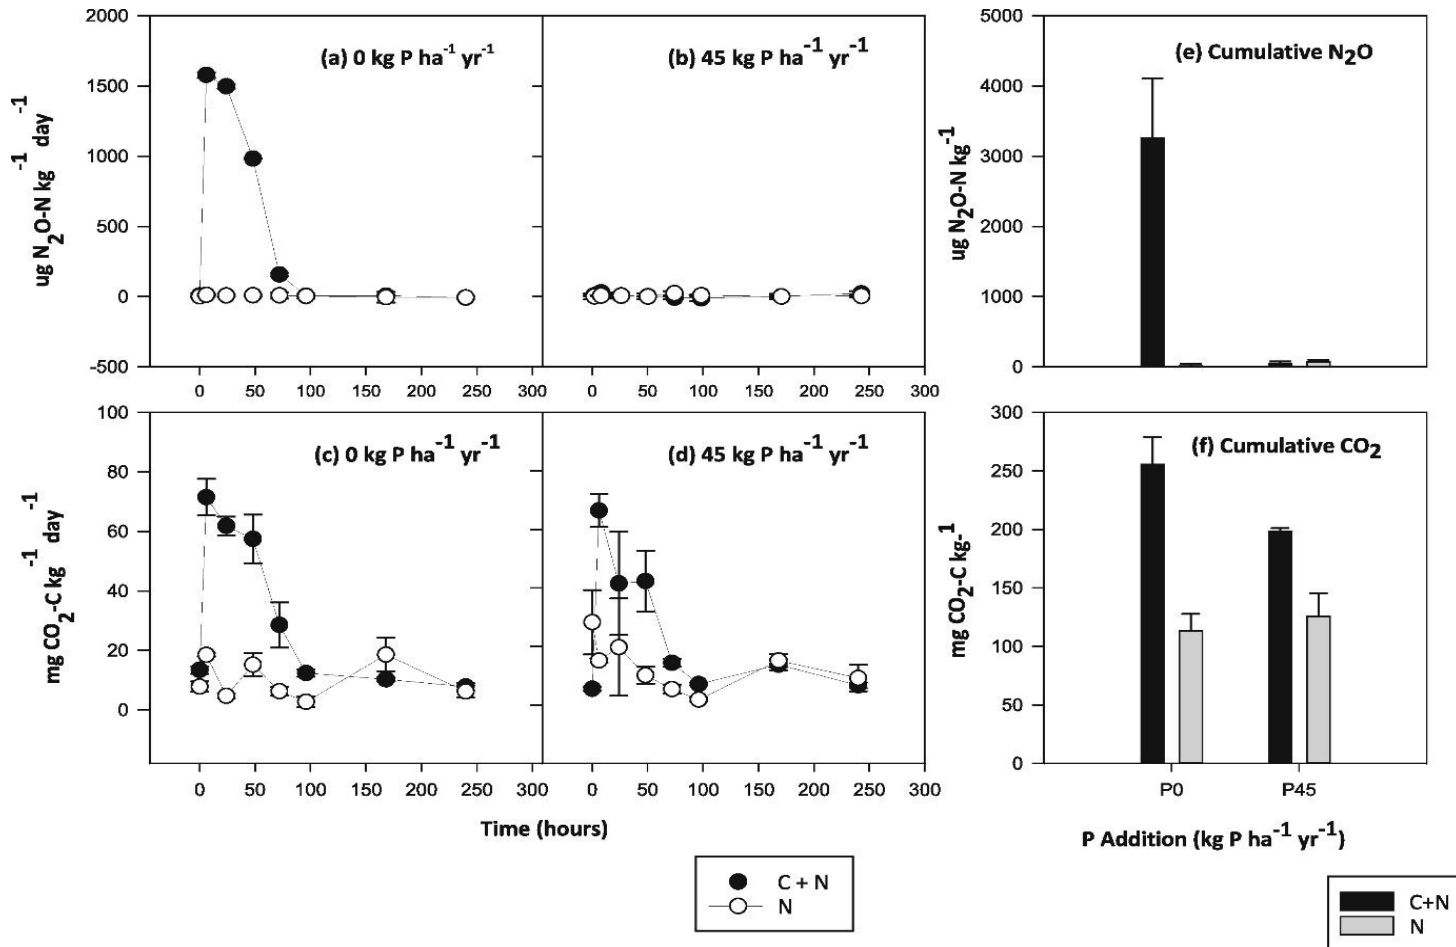 (a) 0 kg P ha⁻¹ yr⁻¹
(b) 45 kg P ha⁻¹ yr⁻¹
(e) Cumulative N₂O
ug N₂O-N kg⁻¹ day⁻¹
2000
1500
1000
500
0
-500
0 50 100 150 200 250 300
0 50 100 150 200 250 300
ug N₂O-N kg⁻¹
5000
4000
3000
2000
1000
0
(c) 0 kg P ha⁻¹ yr⁻¹
(d) 45 kg P ha⁻¹ yr⁻¹
(f) Cumulative CO₂
mg CO₂-C kg⁻¹ day⁻¹
100
80
60
40
20
0
0 50 100 150 200 250 300
0 50 100 150 200 250 300
Time (hours)
mg CO₂-C kg-¹
300
250
200
150
100
50
0
P0 P45
P Addition (kg P ha⁻¹ yr⁻¹)
C + N
N
C+N
N